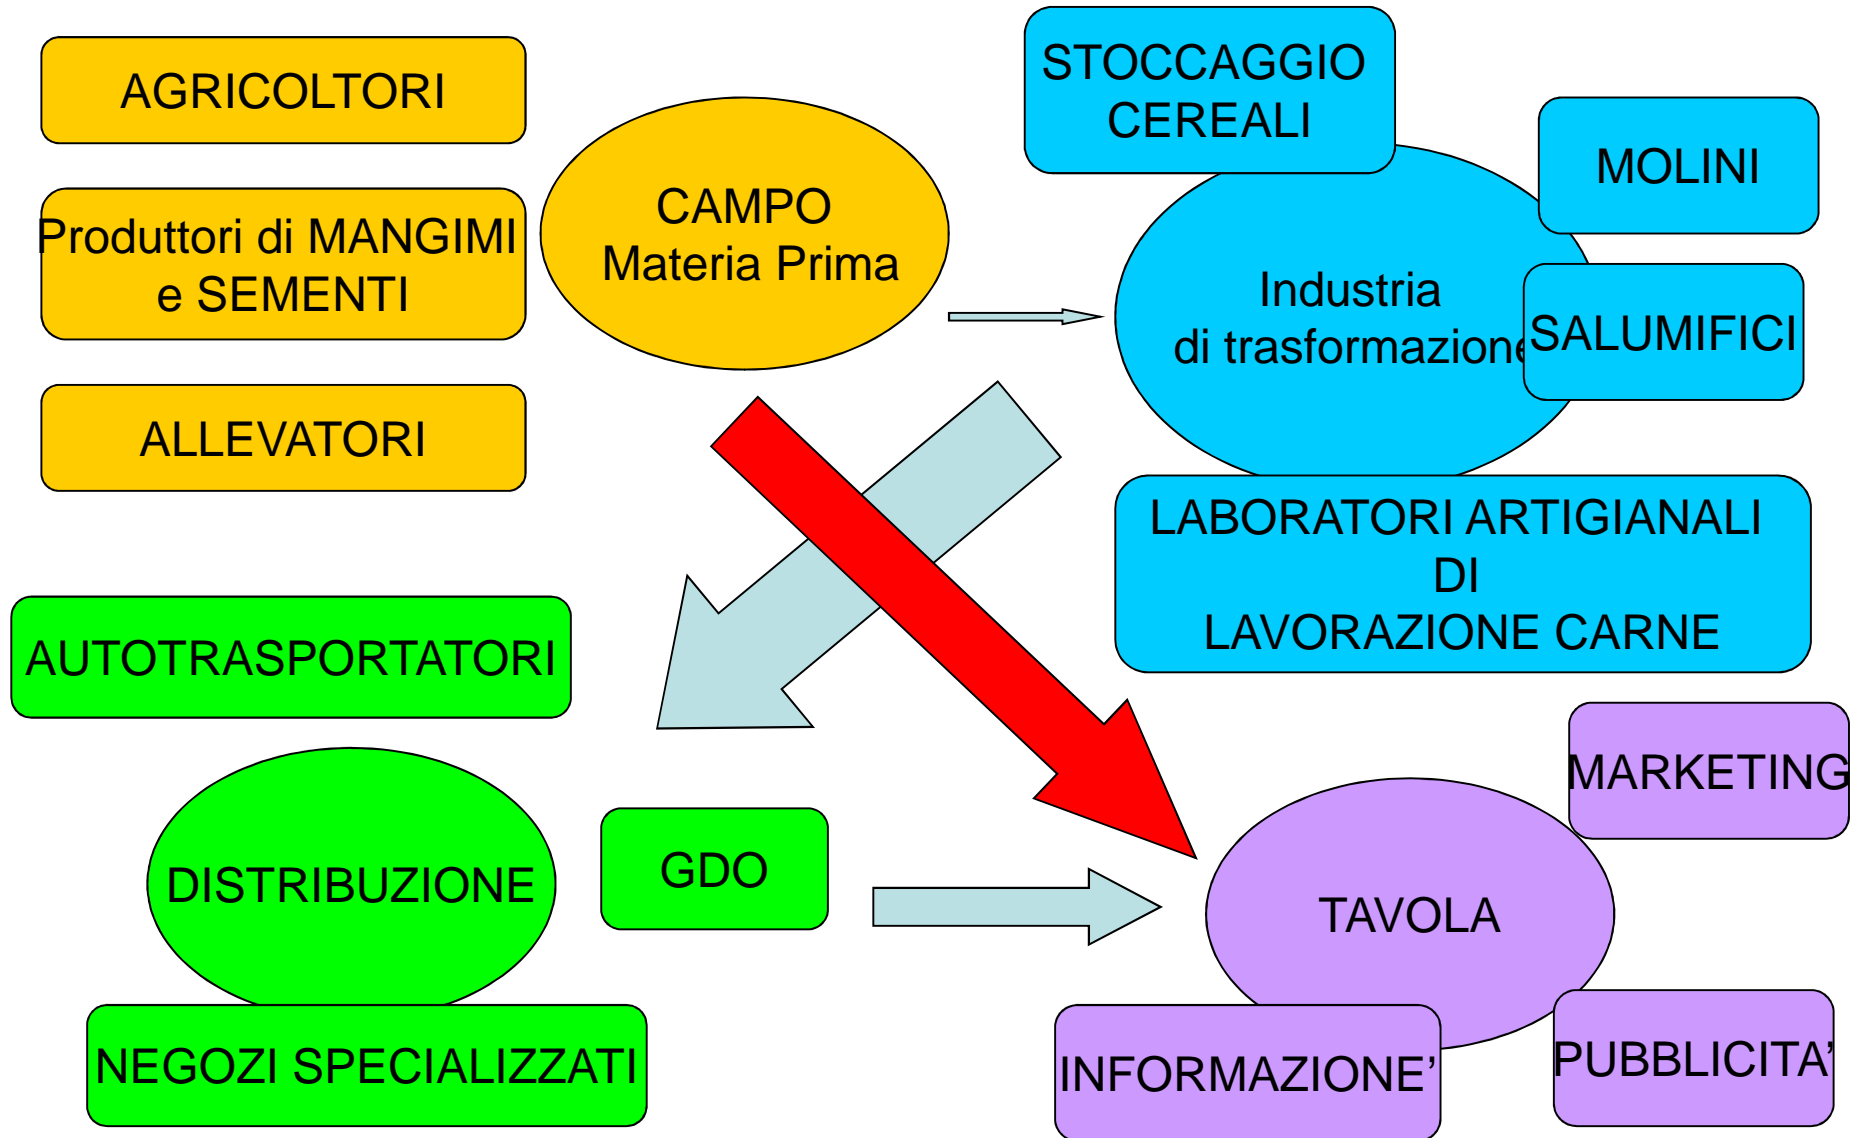 AGRICOLTORI
Produttori di MANGIMI
e SEMENTI
ALLEVATORI
CAMPO
Materia Prima
STOCCAGGIO
CEREALI
MOLINI
Industria
di trasformazione
SALUMIFICI
LABORATORI ARTIGIANALI
DI
LAVORAZIONE CARNE
AUTOTRASPORTATORI
DISTRIBUZIONE
GDO
NEGOZI SPECIALIZZATI
MARKETING
TAVOLA
INFORMAZIONE’
PUBBLICITA’